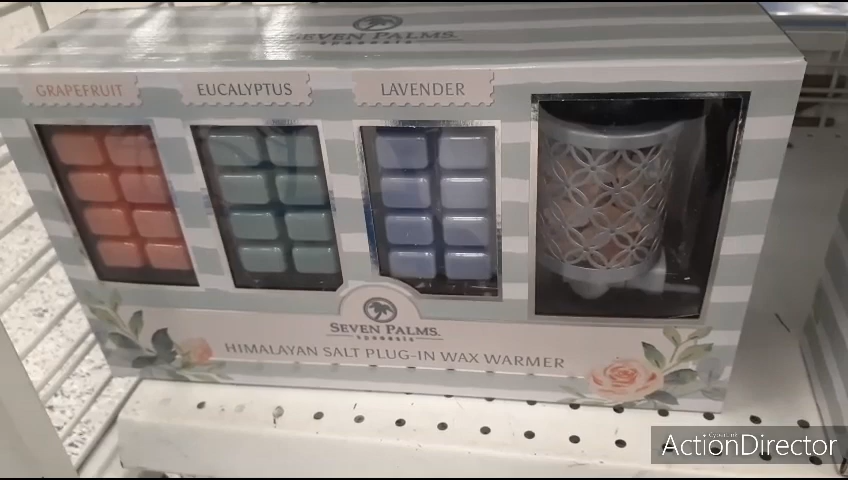 SEVEN PALMS
GRAPEFRUIT
EUCALYPTUS
LAVENDER
SEVEN PALMS.
HIMALAYAN SALT PLUG-IN WAX WARMER
ActionDirector